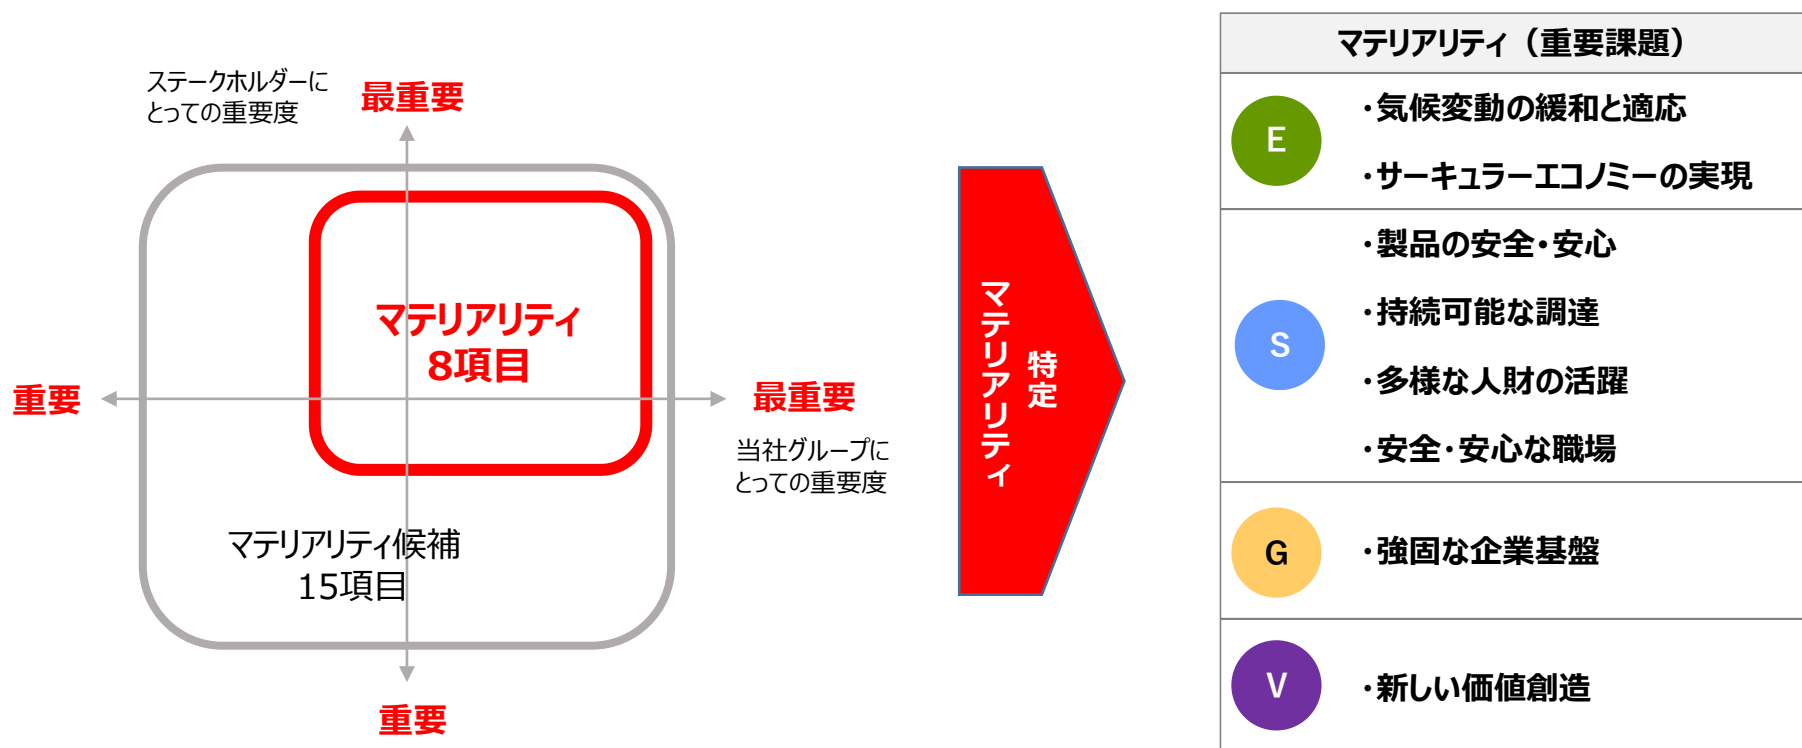 ステークホルダーに
とっての重要度
最重要
マテリアリティ
8項目
重要
最重要
当社グループに
とっての重要度
マテリアリティ候補
15項目
重要
マテリアリティ
特定
マテリアリティ（重要課題）
E
・気候変動の緩和と適応
・サーキュラーエコノミーの実現
S
・製品の安全・安心
・持続可能な調達
・多様な人財の活躍
・安全・安心な職場
G
・強固な企業基盤
V
・新しい価値創造